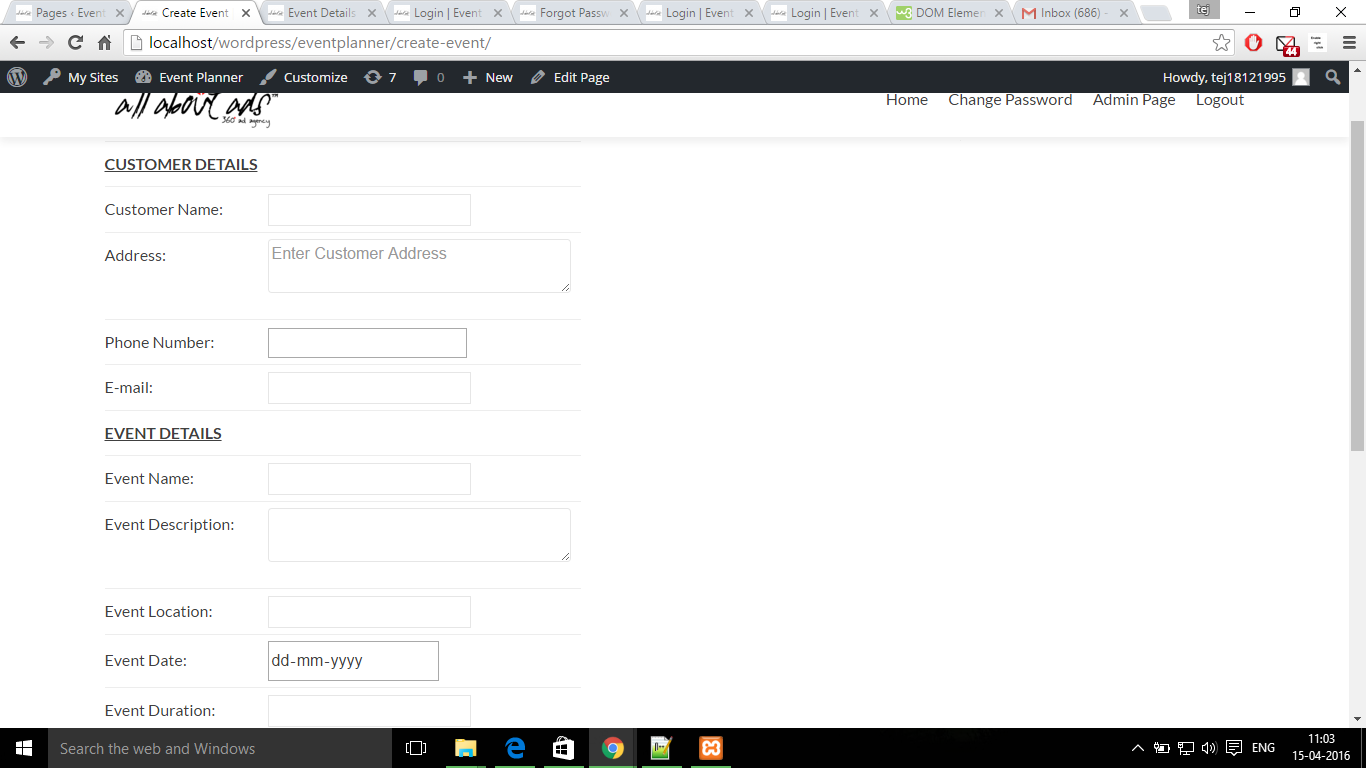 Pages ‹ Event
Create Event
Event Details
Login | Event
Forgot Passw
Login | Event
Login | Event
w3
DOM Elemen
Inbox (686) -
tej
localhost/wordpress/eventplanner/create-event/
44
My Sites
Event Planner
Customize
7
0
New
Edit Page
Howdy, tej18121995
all about ads™
360° ad agency
Home
Change Password
Admin Page
Logout
CUSTOMER DETAILS
Customer Name:
Address:
Enter Customer Address
Phone Number:
E-mail:
EVENT DETAILS
Event Name:
Event Description:
Event Location:
Event Date:
dd-mm-yyyy
Event Duration:
Search the web and Windows
ENG
11:03
15-04-2016